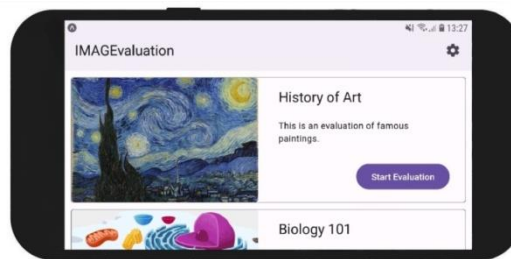 13:27
IMAGEvaluation
History of Art
This is an evaluation of famous
paintings.
Start Evaluation
Biology 101